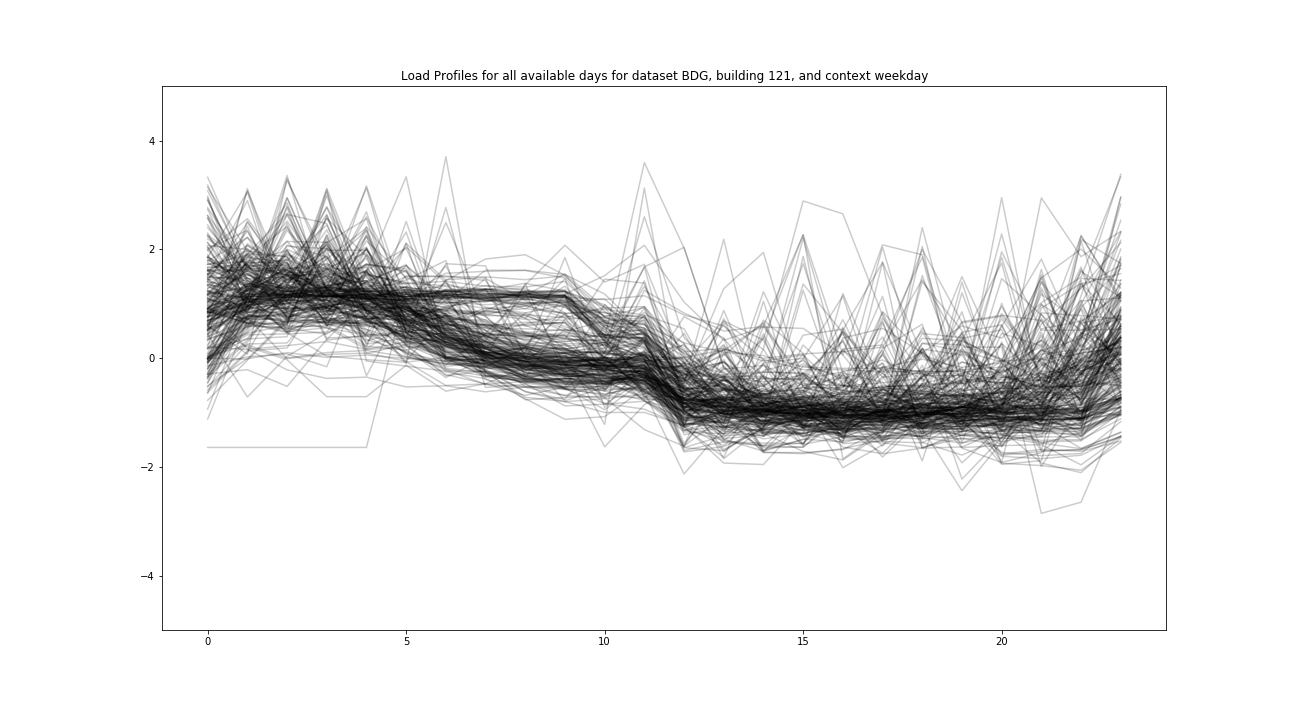 Load Profiles for all available days for dataset BDG, building 121, and context weekday
4
2
0
−2
−4
0 5 10 15 20